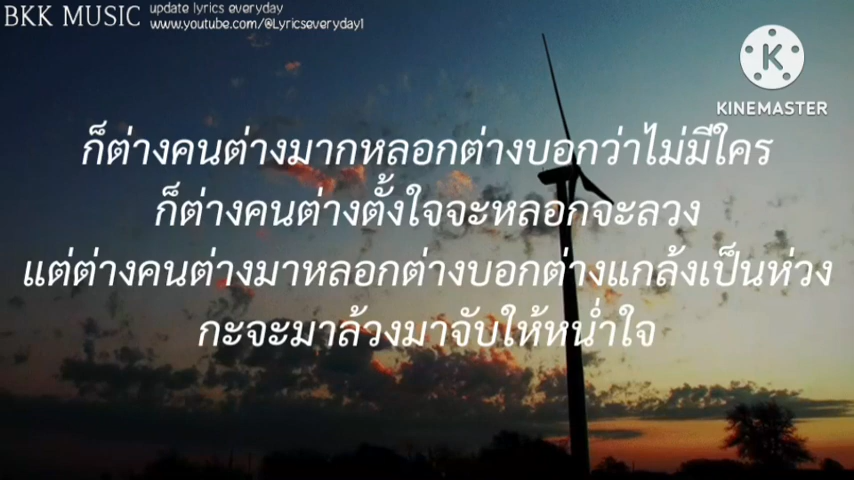 BKK MUSIC
update lyrics everyday
www.youtube.com/@Lyricseveryday1
KINEMASTER
ก็ต่างคนต่างมากหลอกต่างบอกว่าไม่มีใคร
ก็ต่างคนต่างตั้งใจจะหลอกจะลวง
แต่ต่างคนต่างมาหลอกต่างบอกต่างแกล้งเป็นห่วง
กะจะมาล้วงมาจับให้หน่ำใจ